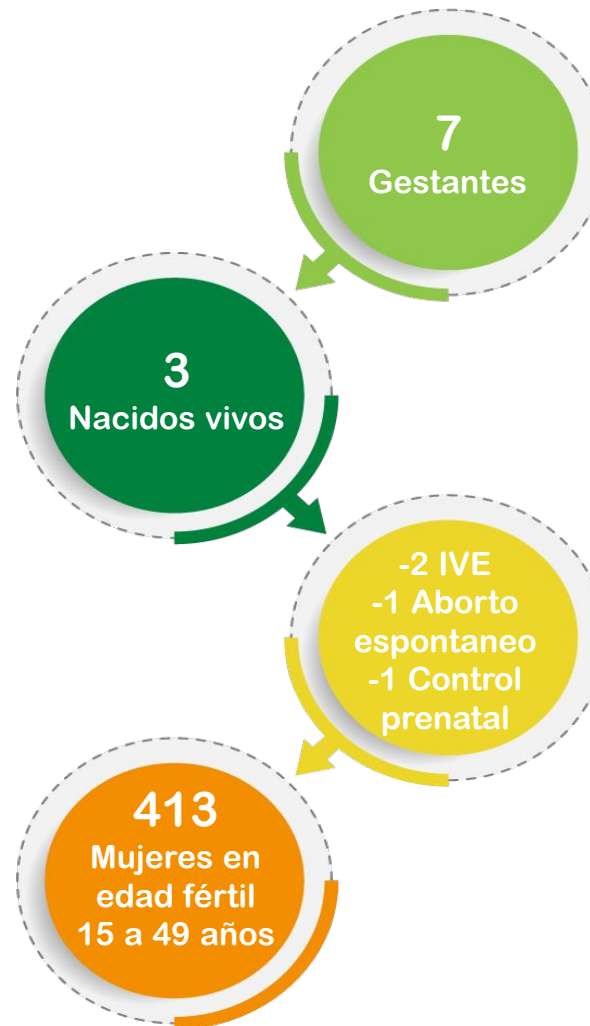 7
Gestantes
3
Nacidos vivos
-2 IVE
-1 Aborto
espontaneo
-1 Control
prenatal
413
Mujeres en
edad fértil
15 a 49 años